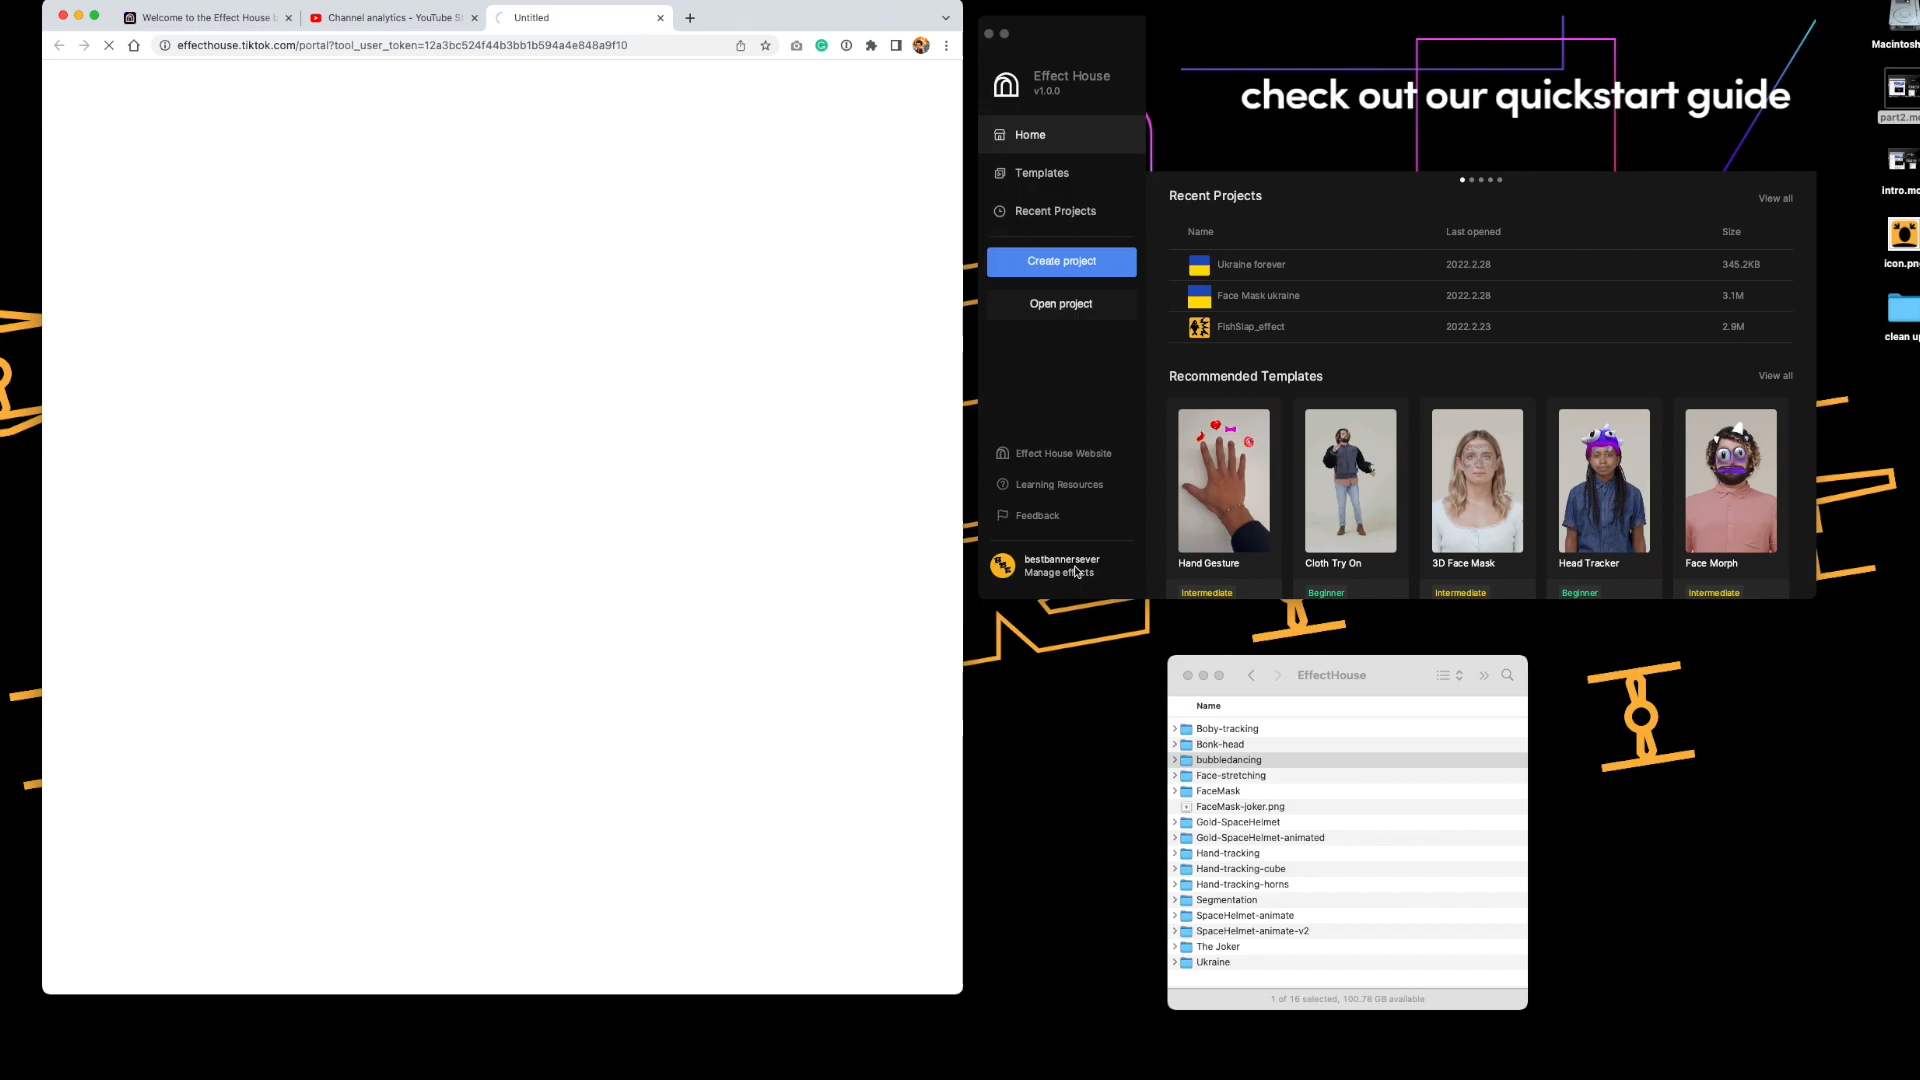 Welcome to the Effect House b
Channel analytics - YouTube S
Untitled
effecthouse.tiktok.com/portal?tool_user_token=12a3bc524f44b3bb1b594a4e848a9f10
Effect House
v1.0.0
Home
Templates
Recent Projects
Create project
Open project
Effect House Website
Learning Resources
Feedback
bestbannersever
Manage effects
check out our quickstart guide
Recent Projects
View all
Name
Last opened
Size
Ukraine forever
2022.2.28
345.2KB
Face Mask ukraine
2022.2.28
3.1M
FishSlap_effect
2022.2.23
2.9M
Recommended Templates
View all
Hand Gesture
Cloth Try On
3D Face Mask
Head Tracker
Face Morph
Intermediate
Beginner
Intermediate
Beginner
Intermediate
EffectHouse
Name
Boby-tracking
Bonk-head
bubbledancing
Face-stretching
FaceMask
FaceMask-joker.png
Gold-SpaceHelmet
Gold-SpaceHelmet-animated
Hand-tracking
Hand-tracking-cube
Hand-tracking-horns
Segmentation
SpaceHelmet-animate
SpaceHelmet-animate-v2
The Joker
Ukraine
1 of 16 selected, 100.78 GB available
Macintosh
part2.mo
intro.mo
icon.pn
clean up